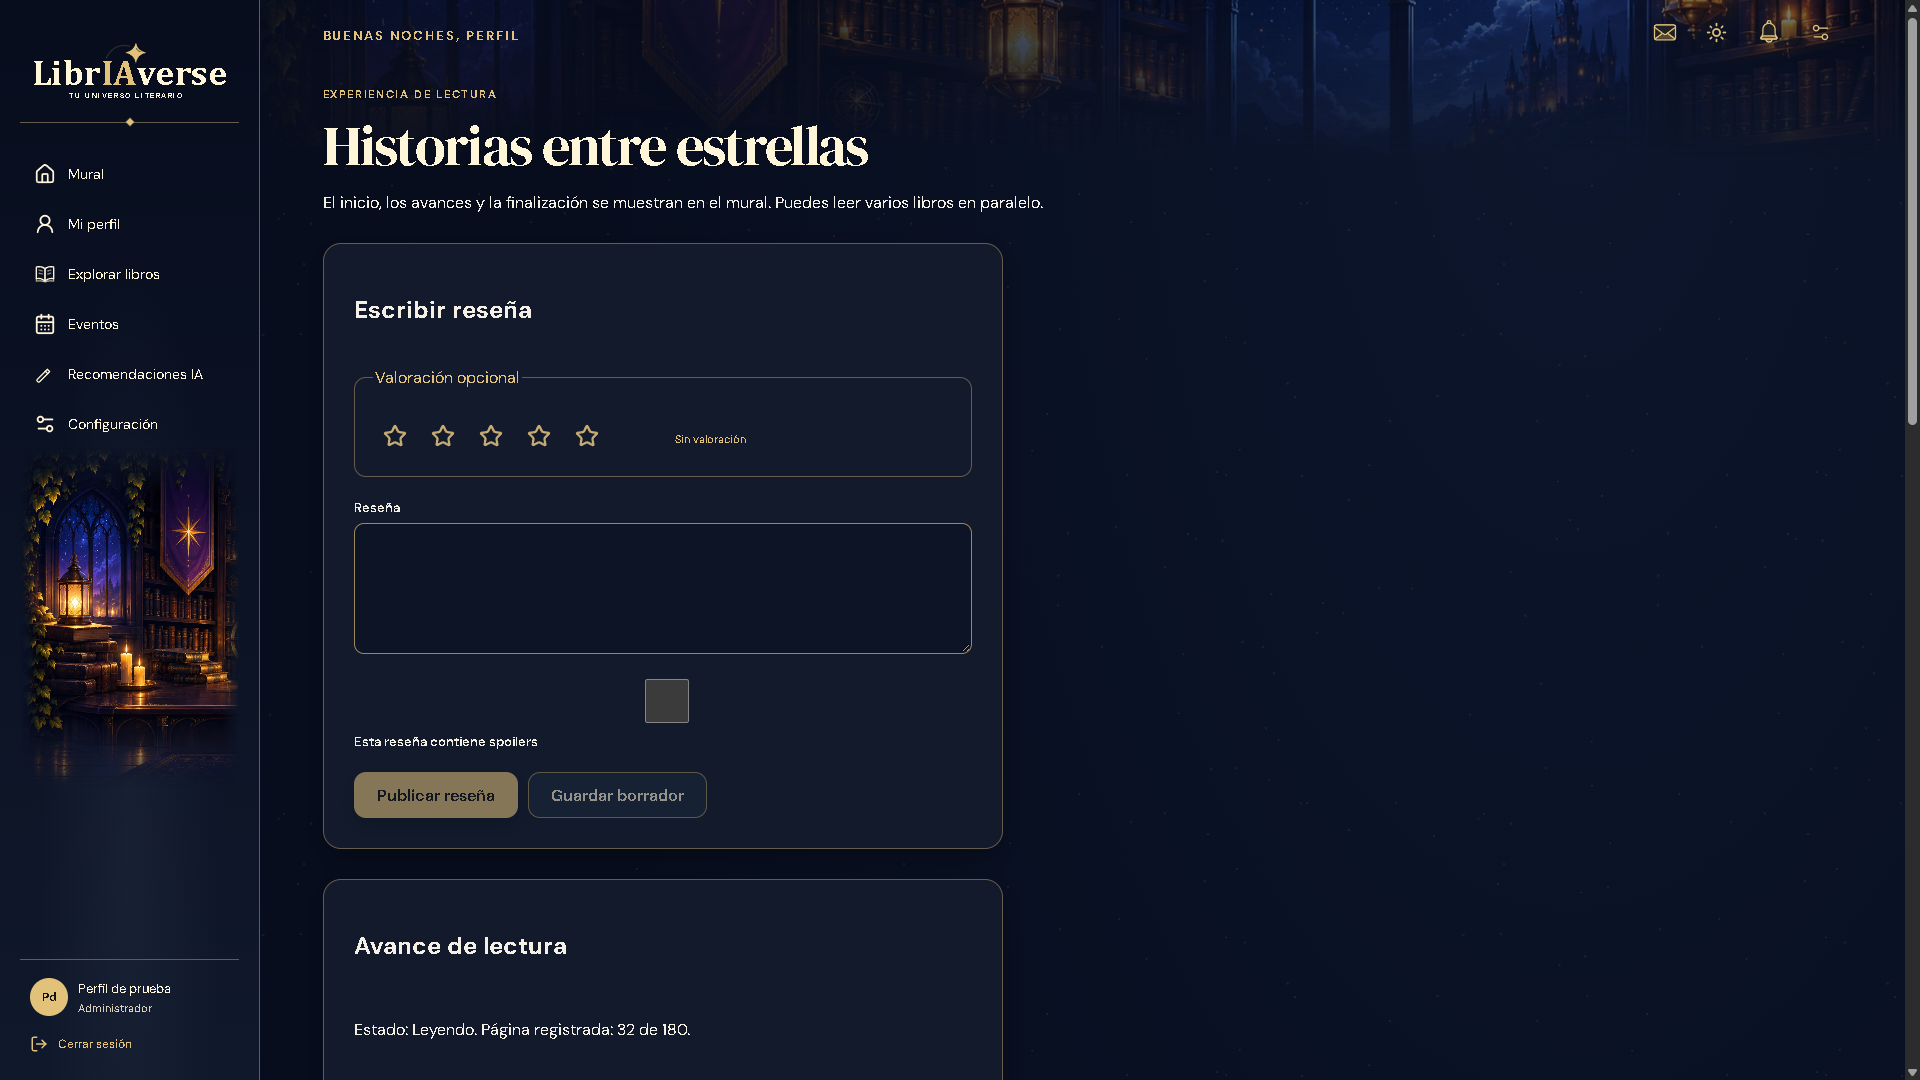 LibrIAverse
TU UNIVERSO LITERARIO
Mural
Mi perfil
Explorar libros
Eventos
Recomendaciones IA
Configuración
Perfil de prueba
Pd
Administrador
Cerrar sesión
BUENAS NOCHES, PERFIL
EXPERIENCIA DE LECTURA
Historias entre estrellas
El inicio, los avances y la finalización se muestran en el mural. Puedes leer varios libros en paralelo.
Escribir reseña
Valoración opcional
Sin valoración
Reseña
Esta reseña contiene spoilers
Publicar reseña
Guardar borrador
Avance de lectura
Estado: Leyendo. Página registrada: 32 de 180.